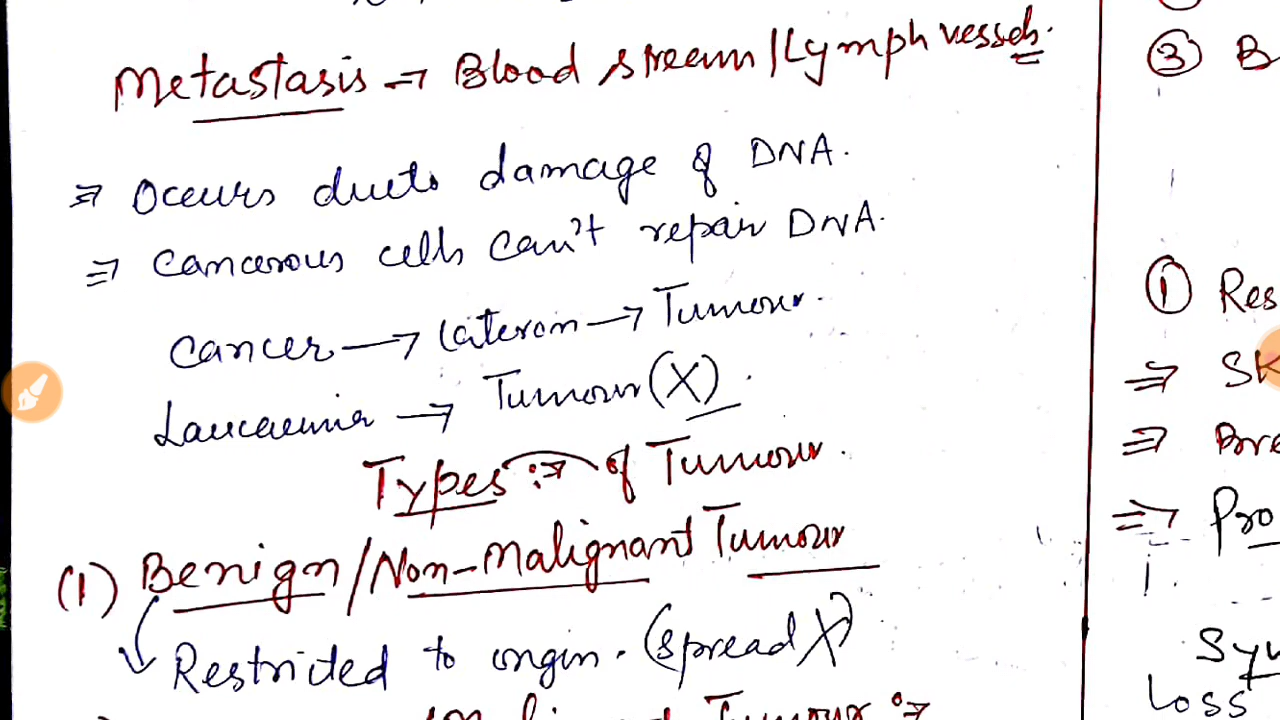 Metastasis → Blood stream / Lymph vessels.
⇒ Occurs due to damage of DNA.
⇒ Cancerous cells can't repair DNA.
Cancer → Lateron → Tumour.
Laucaumia → Tumour (X).
Types :→ of Tumour.
(1) Benign/Non-Malignant Tumour
Restricted to origin. (spread X)
Tumour :→
③ B
① Res
⇒ SK
⇒ Bre
⇒ Pro
Sy
Loss